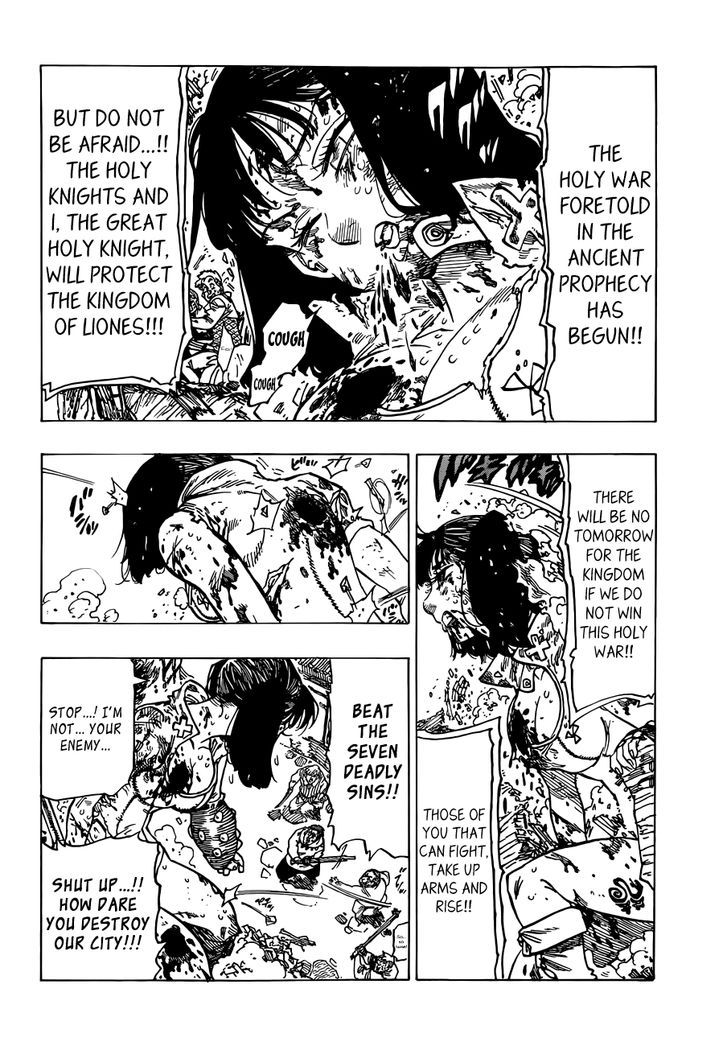 THE
HOLY WAR
FORETOLD
IN THE
ANCIENT
PROPHECY
HAS
BEGUN!!
BUT DO NOT
BE AFRAID...!!
THE HOLY
KNIGHTS AND
I, THE GREAT
HOLY KNIGHT,
WILL PROTECT
THE KINGDOM
OF LIONES!!!
COUGH
COUGH
THERE
WILL BE NO
TOMORROW
FOR THE
KINGDOM
IF WE DO
NOT WIN
THIS HOLY
WAR!!
THOSE OF
YOU THAT
CAN FIGHT,
TAKE UP
ARMS AND
RISE!!
BEAT
THE
SEVEN
DEADLY
SINS!!
STOP...! I'M
NOT... YOUR
ENEMY...
SHUT UP...!!
HOW DARE
YOU DESTROY
OUR CITY!!!